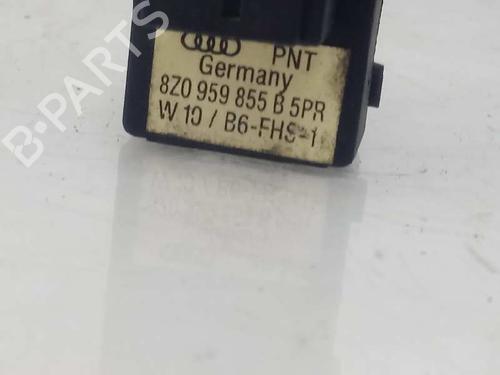 PNT
Germany
8Z0 959 855 B 5PR
W 10 / B6-FHS-1
B-PARTS